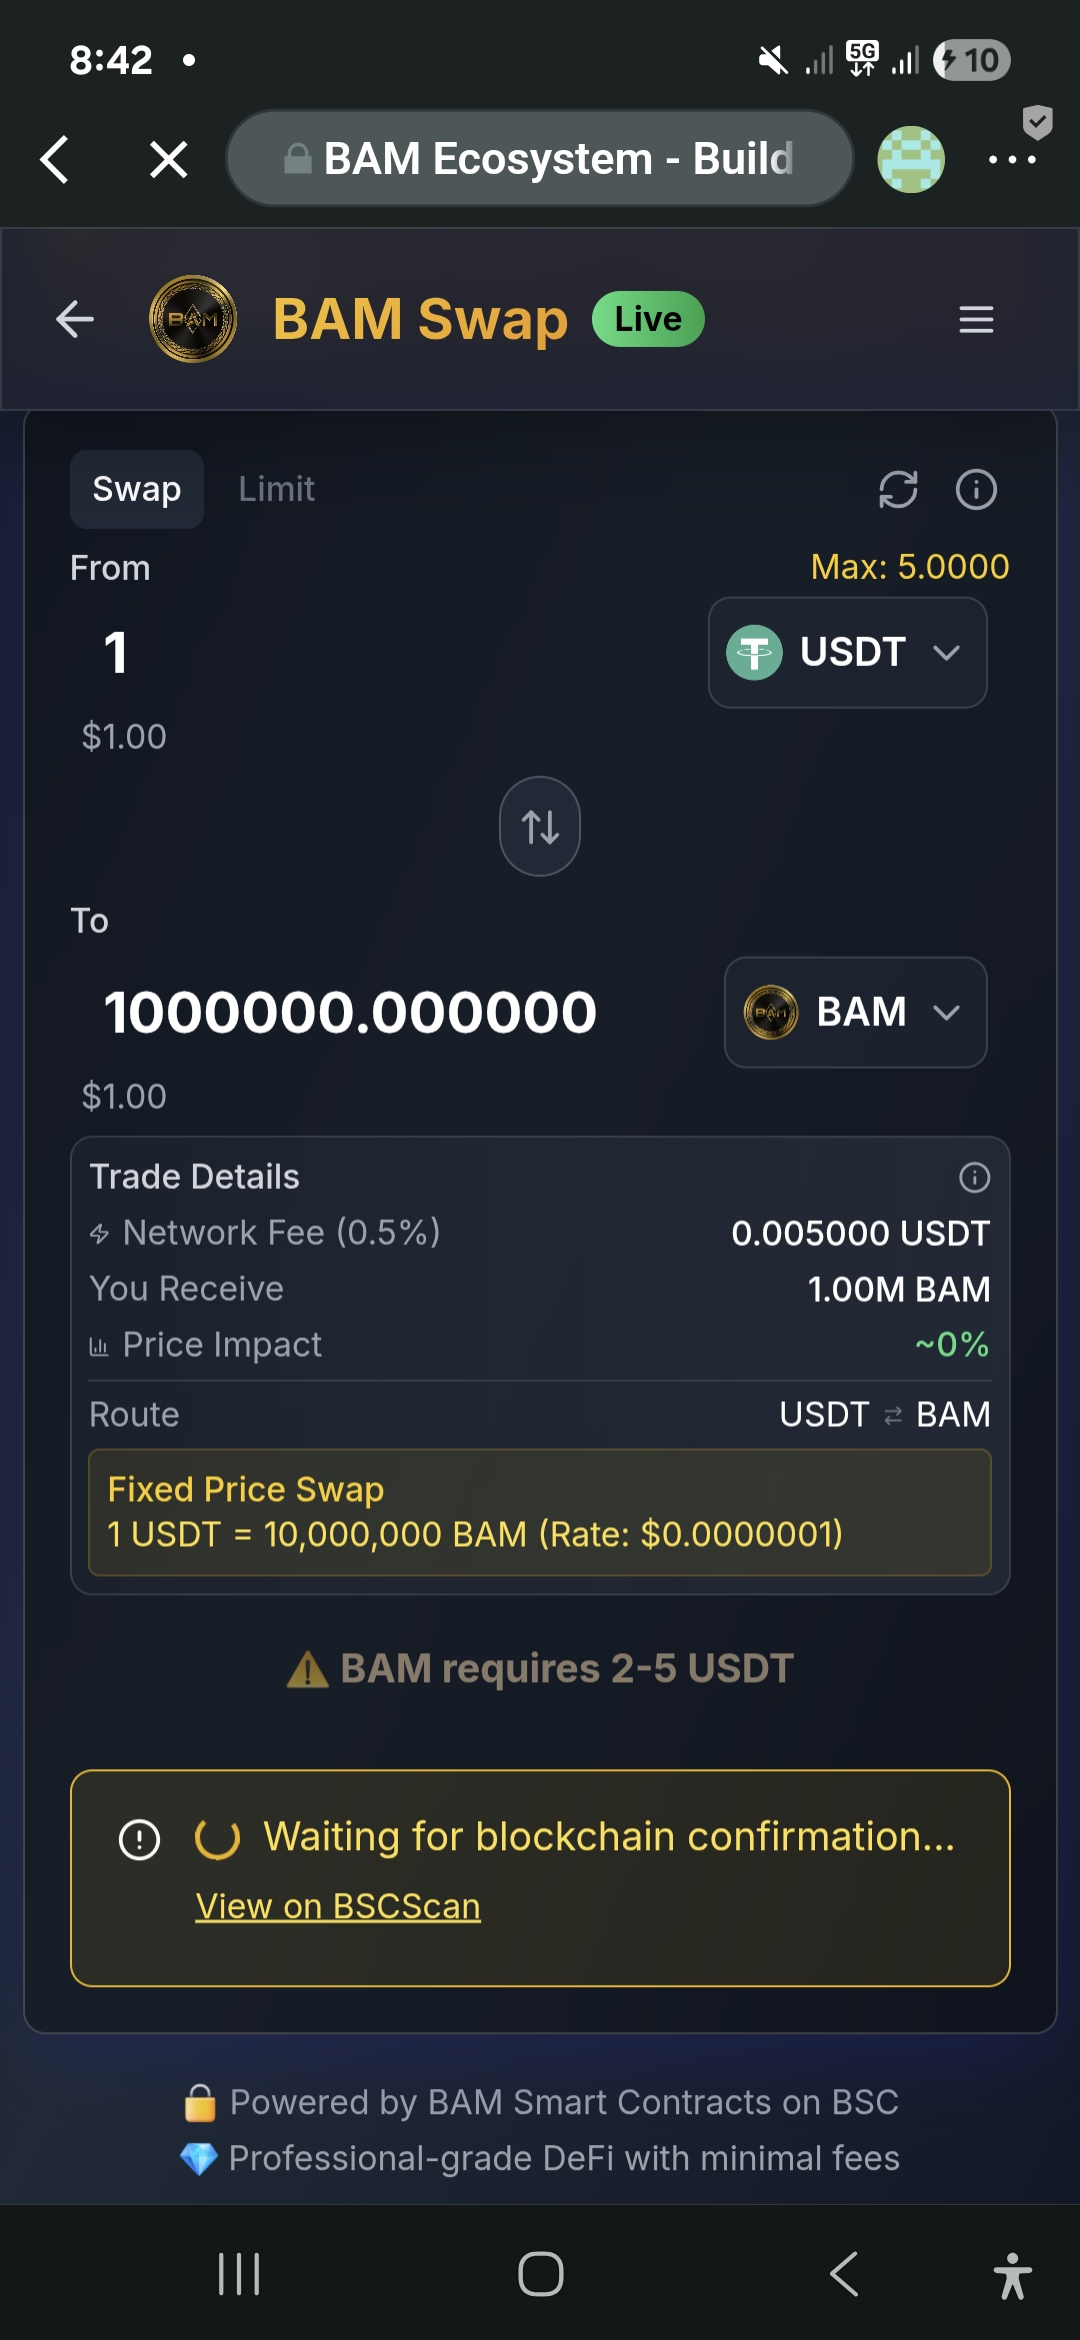 8:42
5G
10
BAM Ecosystem - Build
BAM
BAM Swap
Live
Swap
Limit
From
Max: 5.0000
1
USDT
$1.00
To
1000000.000000
BAM
BAM
$1.00
Trade Details
Network Fee (0.5%)
0.005000 USDT
You Receive
1.00M BAM
Price Impact
~0%
Route
USDT ⇄ BAM
Fixed Price Swap
1 USDT = 10,000,000 BAM (Rate: $0.0000001)
⚠️ BAM requires 2-5 USDT
Waiting for blockchain confirmation...
View on BSCScan
🔒 Powered by BAM Smart Contracts on BSC
💎 Professional-grade DeFi with minimal fees